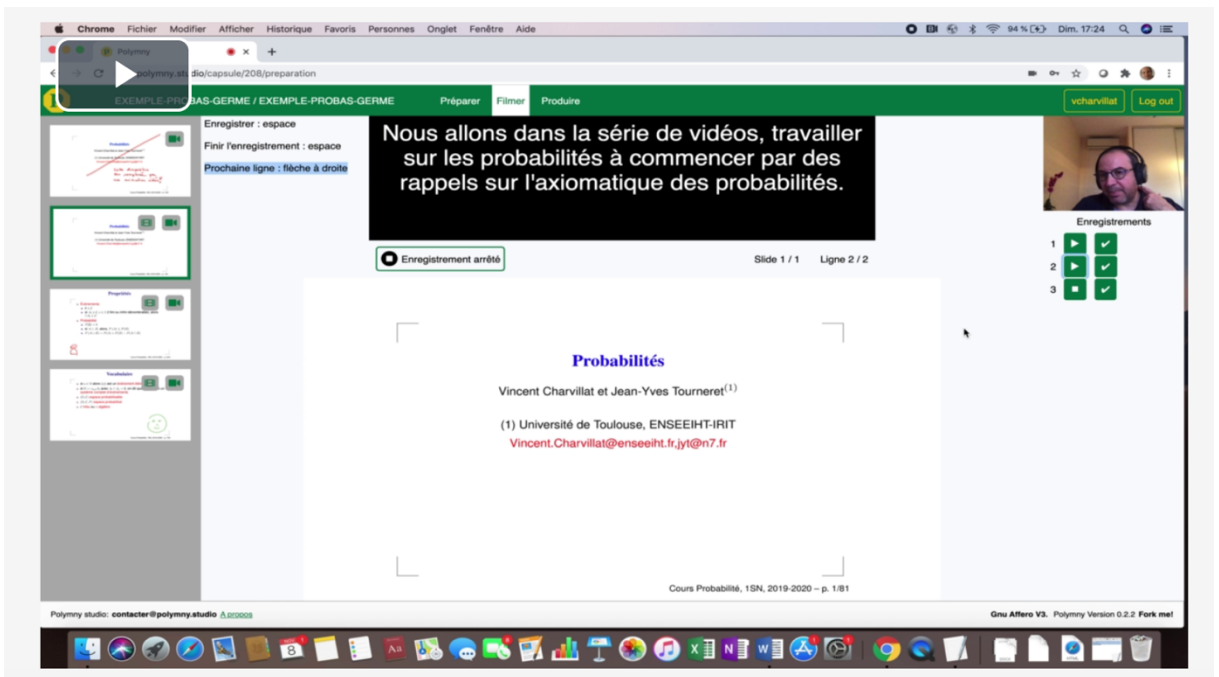 Chrome Fichier Modifier Afficher Historique Favoris Personnes Onglet Fenêtre Aide 94 % Dim. 17:24
Polymny
polymny.studio/capsule/208/preparation
EXEMPLE-PROBAS-GERME / EXEMPLE-PROBAS-GERME Préparer Filmer Produire vcharvillat Log out
Enregistrer : espace
Finir l'enregistrement : espace
Prochaine ligne : flèche à droite
Nous allons dans la série de vidéos, travailler
sur les probabilités à commencer par des
rappels sur l'axiomatique des probabilités.
Enregistrements
1
2
3
Enregistrement arrêté Slide 1 / 1 Ligne 2 / 2
Probabilités
Vincent Charvillat et Jean-Yves Tourneret(1)
(1) Université de Toulouse, ENSEEIHT-IRIT
Vincent.Charvillat@enseeiht.fr,jyt@n7.fr
Cours Probabilité, 1SN, 2019-2020 – p. 1/81
Probabilités
Probabilités
Propriétés
Vocabulaire
Polymny studio: contacter@polymny.studio A propos Gnu Affero V3. Polymny Version 0.2.2 Fork me!
8